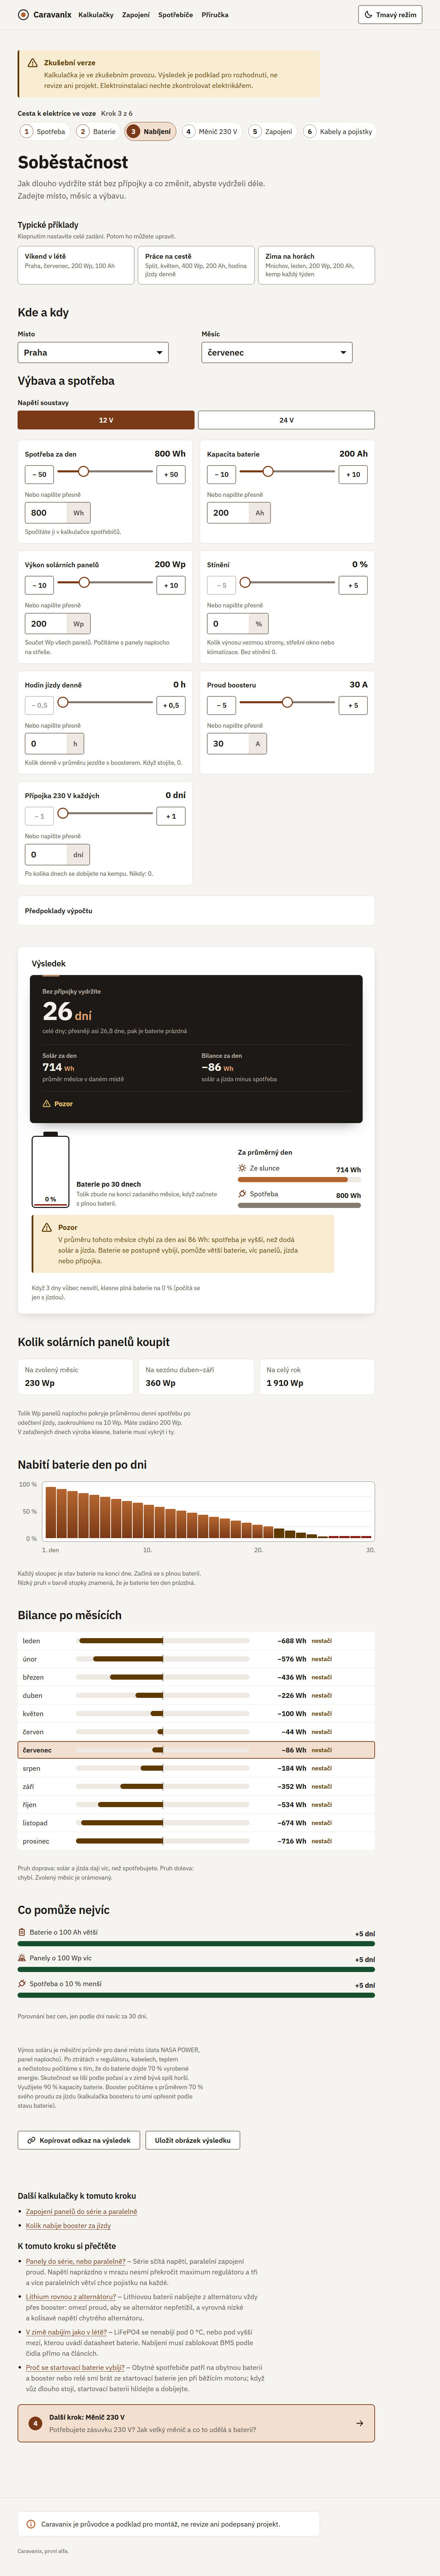 Caravanix Kalkulačky Zapojení Spotřebiče Příručka Tmavý režim
Zkušební verze
Kalkulačka je ve zkušebním provozu. Výsledek je podklad pro rozhodnutí, ne
revize ani projekt. Elektroinstalaci nechte zkontrolovat elektrikářem.
Cesta k elektrice ve voze Krok 3 z 6
1 Spotřeba 2 Baterie 3 Nabíjení 4 Měnič 230 V 5 Zapojení 6 Kabely a pojistky
Soběstačnost
Jak dlouho vydržíte stát bez přípojky a co změnit, abyste vydrželi déle.
Zadejte místo, měsíc a výbavu.
Typické příklady
Klepnutím nastavíte celé zadání. Potom ho můžete upravit.
Víkend v létě
Praha, červenec, 200 Wp, 100 Ah
Práce na cestě
Split, květen, 400 Wp, 200 Ah, hodina
jízdy denně
Zima na horách
Mnichov, leden, 200 Wp, 200 Ah,
kemp každý týden
Kde a kdy
Místo
Praha
Měsíc
červenec
Výbava a spotřeba
Napětí soustavy
12 V 24 V
Spotřeba za den 800 Wh
− 50 + 50
Nebo napište přesně
800 Wh
Spočítáte ji v kalkulačce spotřebičů.
Kapacita baterie 200 Ah
− 10 + 10
Nebo napište přesně
200 Ah
Výkon solárních panelů 200 Wp
− 10 + 10
Nebo napište přesně
200 Wp
Součet Wp všech panelů. Počítáme s panely naplocho
na střeše.
Stínění 0 %
− 5 + 5
Nebo napište přesně
0 %
Kolik výnosu vezmou stromy, střešní okno nebo
klimatizace. Bez stínění 0.
Hodin jízdy denně 0 h
− 0,5 + 0,5
Nebo napište přesně
0 h
Kolik denně v průměru jezdíte s boosterem. Když stojíte, 0.
Proud boosteru 30 A
− 5 + 5
Nebo napište přesně
30 A
Přípojka 230 V každých 0 dní
− 1 + 1
Nebo napište přesně
0 dní
Po kolika dnech se dobijete na kempu. Nikdy: 0.
Předpoklady výpočtu
Výsledek
Bez přípojky vydržíte
26 dní
celé dny; přesněji asi 26,8 dne, pak je baterie prázdná
Solár za den
714 Wh
průměr měsíce v daném místě
Bilance za den
−86 Wh
solár a jízda minus spotřeba
Pozor
0 %
Baterie po 30 dnech
Tolik zbude na konci zadaného měsíce, když začnete
s plnou baterií.
Za průměrný den
Ze slunce 714 Wh
Spotřeba 800 Wh
Pozor
V průměru tohoto měsíce chybí za den asi 86 Wh: spotřeba je vyšší, než dodá
solár a jízda. Baterie se postupně vybíjí, pomůže větší baterie, víc panelů, jízda
nebo přípojka.
Když 3 dny vůbec nesvítí, klesne plná baterie na 0 % (počítá se
jen s jízdou).
Kolik solárních panelů koupit
Na zvolený měsíc
230 Wp
Na sezónu duben–září
360 Wp
Na celý rok
1 910 Wp
Tolik Wp panelů naplocho pokryje průměrnou denní spotřebu po
odečtení jízdy, zaokrouhleno na 10 Wp. Máte zadáno 200 Wp.
V zatažených dnech výroba klesne, baterie musí vykrýt i ty.
Nabití baterie den po dni
100 %
50 %
0 %
1. den 10. 20. 30.
Každý sloupec je stav baterie na konci dne. Začíná se s plnou baterií.
Nízký pruh v barvě stopky znamená, že je baterie ten den prázdná.
Bilance po měsících
leden −688 Wh nestačí
únor −576 Wh nestačí
březen −436 Wh nestačí
duben −226 Wh nestačí
květen −100 Wh nestačí
červen −44 Wh nestačí
červenec −86 Wh nestačí
srpen −184 Wh nestačí
září −352 Wh nestačí
říjen −534 Wh nestačí
listopad −674 Wh nestačí
prosinec −716 Wh nestačí
Pruh doprava: solár a jízda dají víc, než spotřebujete. Pruh doleva:
chybí. Zvolený měsíc je orámovaný.
Co pomůže nejvíc
Baterie o 100 Ah větší +5 dní
Panely o 100 Wp víc +5 dní
Spotřeba o 10 % menší +5 dní
Porovnání bez cen, jen podle dní navíc za 30 dní.
Výnos soláru je měsíční průměr pro dané místo (data NASA POWER,
panel naplocho). Po ztrátách v regulátoru, kabelech, teplem
a nečistotou počítáme s tím, že do baterie dojde 70 % vyrobené
energie. Skutečnost se liší podle počasí a v zimě bývá spíš horší.
Využijete 90 % kapacity baterie. Booster počítáme s průměrem 70 %
svého proudu za jízdu (kalkulačka boosteru to umí upřesnit podle
stavu baterie).
Kopírovat odkaz na výsledek Uložit obrázek výsledku
Další kalkulačky k tomuto kroku
Zapojení panelů do série a paralelně
Kolik nabije booster za jízdy
K tomuto kroku si přečtěte
Panely do série, nebo paralelně? – Série sčítá napětí, paralelní zapojení
proud. Napětí naprázdno v mrazu nesmí překročit maximum regulátoru a tři
a více paralelních větví chce pojistku na každé.
Lithium rovnou z alternátoru? – Lithiovou baterii nabíjejte z alternátoru vždy
přes booster: omezí proud, aby se alternátor nepřetížil, a vyrovná nízké
a kolísavé napětí chytrého alternátoru.
V zimě nabíjím jako v létě? – LiFePO4 se nenabíjí pod 0 °C, nebo pod vyšší
mezí, kterou uvádí datasheet baterie. Nabíjení musí zablokovat BMS podle
čidla přímo na článcích.
Proč se startovací baterie vybíjí? – Obytné spotřebiče patří na obytnou baterii
a booster nebo relé smí brát ze startovací baterie jen při běžícím motoru; když
vůz dlouho stojí, startovací baterii hlídejte a dobíjejte.
4 Další krok: Měnič 230 V
Potřebujete zásuvku 230 V? Jak velký měnič a co to udělá s baterií?
Caravanix je průvodce a podklad pro montáž, ne revize ani podepsaný projekt.
Caravanix, první alfa.